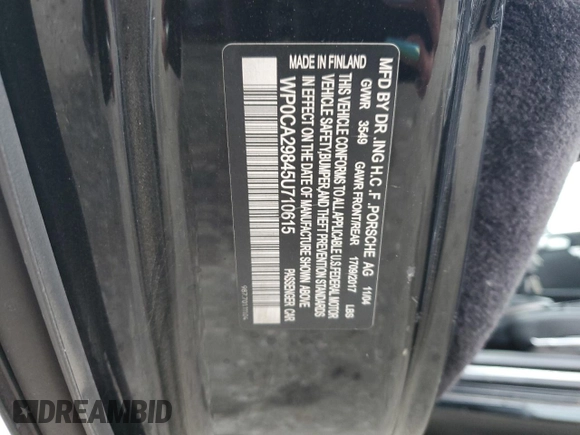 MFD BY DR.ING H.C.F.PORSCHE AG 11/04
GVWR 3549 GAWR FRONT/REAR 1709/2017 LBS
THIS VEHICLE CONFORMS TO ALL APPLICABLE U.S.FEDERAL MOTOR
VEHICLE SAFETY,BUMPER,AND THEFT PREVENTION STANDARDS
IN EFFECT ON THE DATE OF MANUFACTURE SHOWN ABOVE.
WP0CA29845U710615 PASSENGER CAR
MADE IN FINLAND
DREAMBID